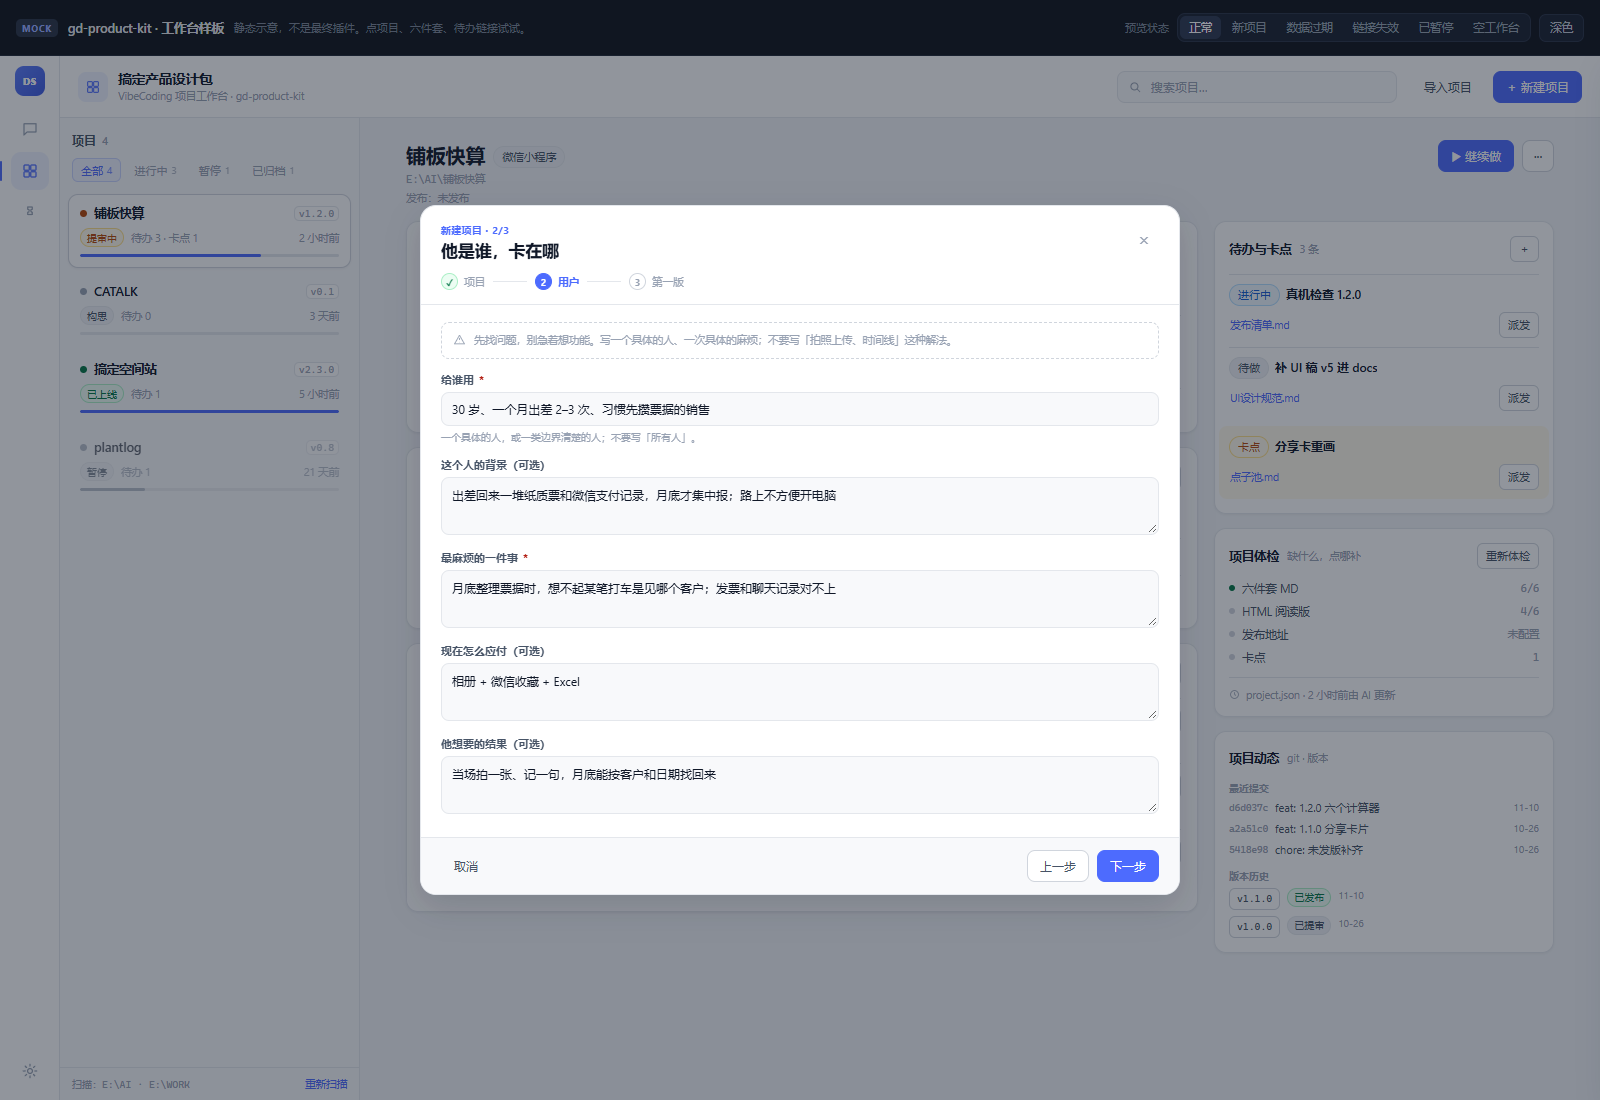 MOCK gd-product-kit · 工作台样板 静态示意，不是最终插件。点项目、六件套、待办链接试试。 预览状态 正常 新项目 数据过期 链接失效 已暂停 空工作台 深色
DS
搞定产品设计包
VibeCoding 项目工作台 · gd-product-kit
搜索项目...
导入项目
+ 新建项目
项目 4
全部 4 进行中 3 暂停 1 已归档 1
铺板快算 v1.2.0
提审中 待办 3 · 卡点 1 2 小时前
CATALK v0.1
构思 待办 0 3 天前
搞定空间站 v2.3.0
已上线 待办 1 5 小时前
plantlog v0.8
暂停 待办 1 21 天前
扫描: E:\AI · E:\WORK 重新扫描
铺板快算 微信小程序
E:\AI\铺板快算
发布：未发布
▶ 继续做 ...
新建项目 · 2/3
他是谁，卡在哪
✓ 项目 2 用户 3 第一版
先找问题，别急着想功能。写一个具体的人、一次具体的麻烦；不要写「拍照上传、时间线」这种解法。
给谁用 *
30 岁、一个月出差 2–3 次、习惯先攒票据的销售
一个具体的人，或一类边界清楚的人；不要写「所有人」。
这个人的背景（可选）
出差回来一堆纸质票和微信支付记录，月底才集中报；路上不方便开电脑
最麻烦的一件事 *
月底整理票据时，想不起某笔打车是见哪个客户；发票和聊天记录对不上
现在怎么应付（可选）
相册 + 微信收藏 + Excel
他想要的结果（可选）
当场拍一张、记一句，月底能按客户和日期找回来
取消 上一步 下一步
待办与卡点 3 条 +
进行中 真机检查 1.2.0
发布清单.md 派发
待做 补 UI 稿 v5 进 docs
UI设计规范.md 派发
卡点 分享卡重画
点子池.md 派发
项目体检 缺什么，点哪补 重新体检
六件套 MD 6/6
HTML 阅读版 4/6
发布地址 未配置
卡点 1
project.json · 2 小时前由 AI 更新
项目动态 git · 版本
最近提交
d6d037c feat: 1.2.0 六个计算器 11-10
a2a51c0 feat: 1.1.0 分享卡片 10-26
5418e98 chore: 未发版补齐 10-26
版本历史
v1.1.0 已发布 11-10
v1.0.0 已提审 10-26